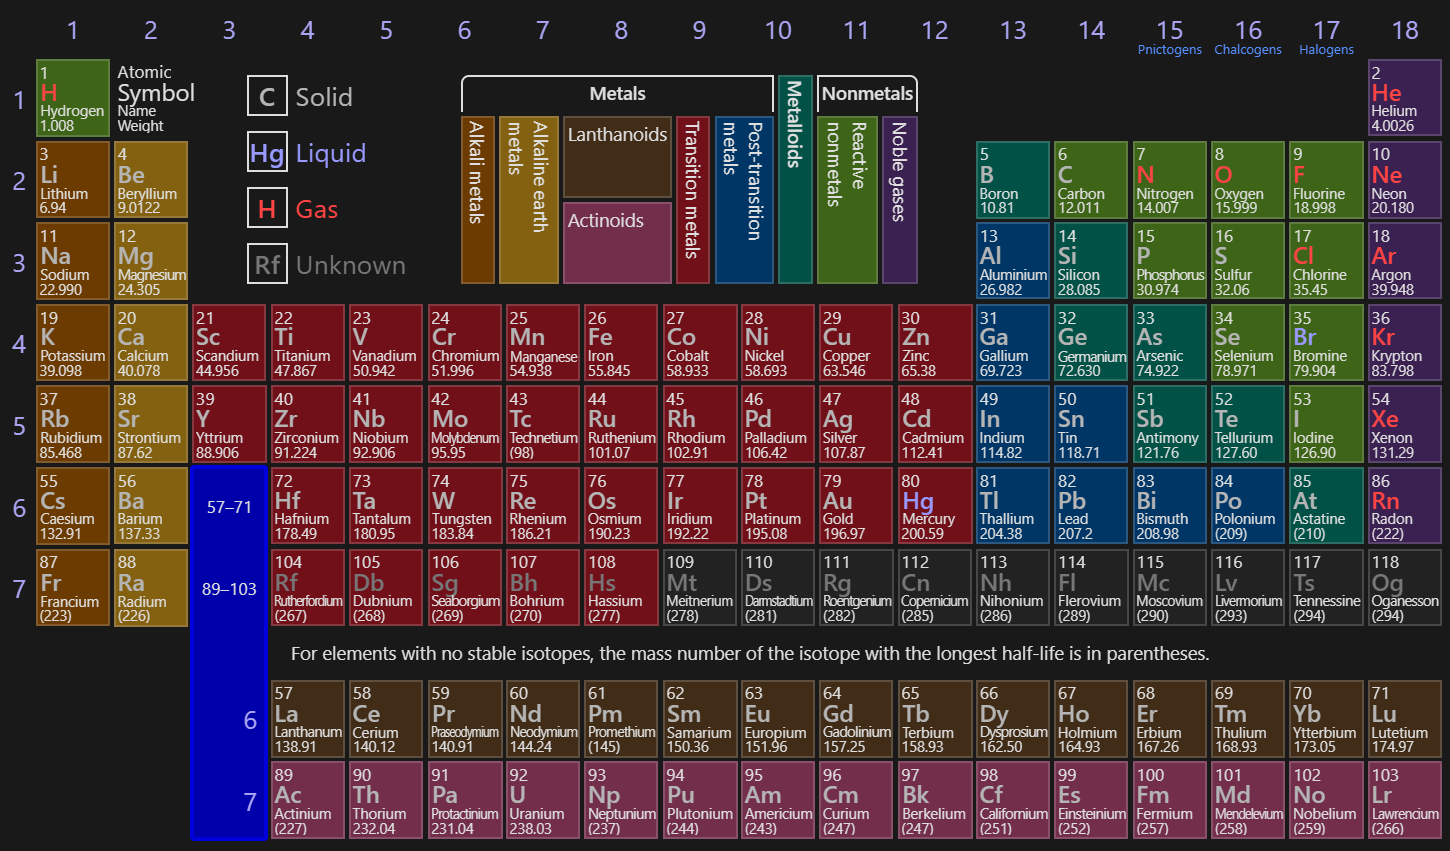 1 2 3 4 5 6 7 8 9 10 11 12 13 14 15 16 17 18
Pnictogens Chalcogens Halogens
1
1
H
Hydrogen
1.008
Atomic
Symbol
Name
Weight
C Solid
Hg Liquid
H Gas
Rf Unknown
Metals
Metalloids
Nonmetals
Alkali metals
Alkaline earth
metals
Lanthanoids
Actinoids
Transition metals
Post-transition
metals
Reactive
nonmetals
Noble gases
2
He
Helium
4.0026
2
3 4 5 6 7 8 9 10
Li Be B C N O F Ne
Lithium Beryllium Boron Carbon Nitrogen Oxygen Fluorine Neon
6.94 9.0122 10.81 12.011 14.007 15.999 18.998 20.180
3
11 12 13 14 15 16 17 18
Na Mg Al Si P S Cl Ar
Sodium Magnesium Aluminium Silicon Phosphorus Sulfur Chlorine Argon
22.990 24.305 26.982 28.085 30.974 32.06 35.45 39.948
4
19 20 21 22 23 24 25 26 27 28 29 30 31 32 33 34 35 36
K Ca Sc Ti V Cr Mn Fe Co Ni Cu Zn Ga Ge As Se Br Kr
Potassium Calcium Scandium Titanium Vanadium Chromium Manganese Iron Cobalt Nickel Copper Zinc Gallium Germanium Arsenic Selenium Bromine Krypton
39.098 40.078 44.956 47.867 50.942 51.996 54.938 55.845 58.933 58.693 63.546 65.38 69.723 72.630 74.922 78.971 79.904 83.798
5
37 38 39 40 41 42 43 44 45 46 47 48 49 50 51 52 53 54
Rb Sr Y Zr Nb Mo Tc Ru Rh Pd Ag Cd In Sn Sb Te I Xe
Rubidium Strontium Yttrium Zirconium Niobium Molybdenum Technetium Ruthenium Rhodium Palladium Silver Cadmium Indium Tin Antimony Tellurium Iodine Xenon
85.468 87.62 88.906 91.224 92.906 95.95 (98) 101.07 102.91 106.42 107.87 112.41 114.82 118.71 121.76 127.60 126.90 131.29
6
55 56 57–71 72 73 74 75 76 77 78 79 80 81 82 83 84 85 86
Cs Ba Hf Ta W Re Os Ir Pt Au Hg Tl Pb Bi Po At Rn
Caesium Barium Hafnium Tantalum Tungsten Rhenium Osmium Iridium Platinum Gold Mercury Thallium Lead Bismuth Polonium Astatine Radon
132.91 137.33 178.49 180.95 183.84 186.21 190.23 192.22 195.08 196.97 200.59 204.38 207.2 208.98 (209) (210) (222)
7
87 88 89–103 104 105 106 107 108 109 110 111 112 113 114 115 116 117 118
Fr Ra Rf Db Sg Bh Hs Mt Ds Rg Cn Nh Fl Mc Lv Ts Og
Francium Radium Rutherfordium Dubnium Seaborgium Bohrium Hassium Meitnerium Darmstadtium Roentgenium Copernicium Nihonium Flerovium Moscovium Livermorium Tennessine Oganesson
(223) (226) (267) (268) (269) (270) (277) (278) (281) (282) (285) (286) (289) (290) (293) (294) (294)
For elements with no stable isotopes, the mass number of the isotope with the longest half-life is in parentheses.
6
57 58 59 60 61 62 63 64 65 66 67 68 69 70 71
La Ce Pr Nd Pm Sm Eu Gd Tb Dy Ho Er Tm Yb Lu
Lanthanum Cerium Praseodymium Neodymium Promethium Samarium Europium Gadolinium Terbium Dysprosium Holmium Erbium Thulium Ytterbium Lutetium
138.91 140.12 140.91 144.24 (145) 150.36 151.96 157.25 158.93 162.50 164.93 167.26 168.93 173.05 174.97
7
89 90 91 92 93 94 95 96 97 98 99 100 101 102 103
Ac Th Pa U Np Pu Am Cm Bk Cf Es Fm Md No Lr
Actinium Thorium Protactinium Uranium Neptunium Plutonium Americium Curium Berkelium Californium Einsteinium Fermium Mendelevium Nobelium Lawrencium
(227) 232.04 231.04 238.03 (237) (244) (243) (247) (247) (251) (252) (257) (258) (259) (266)